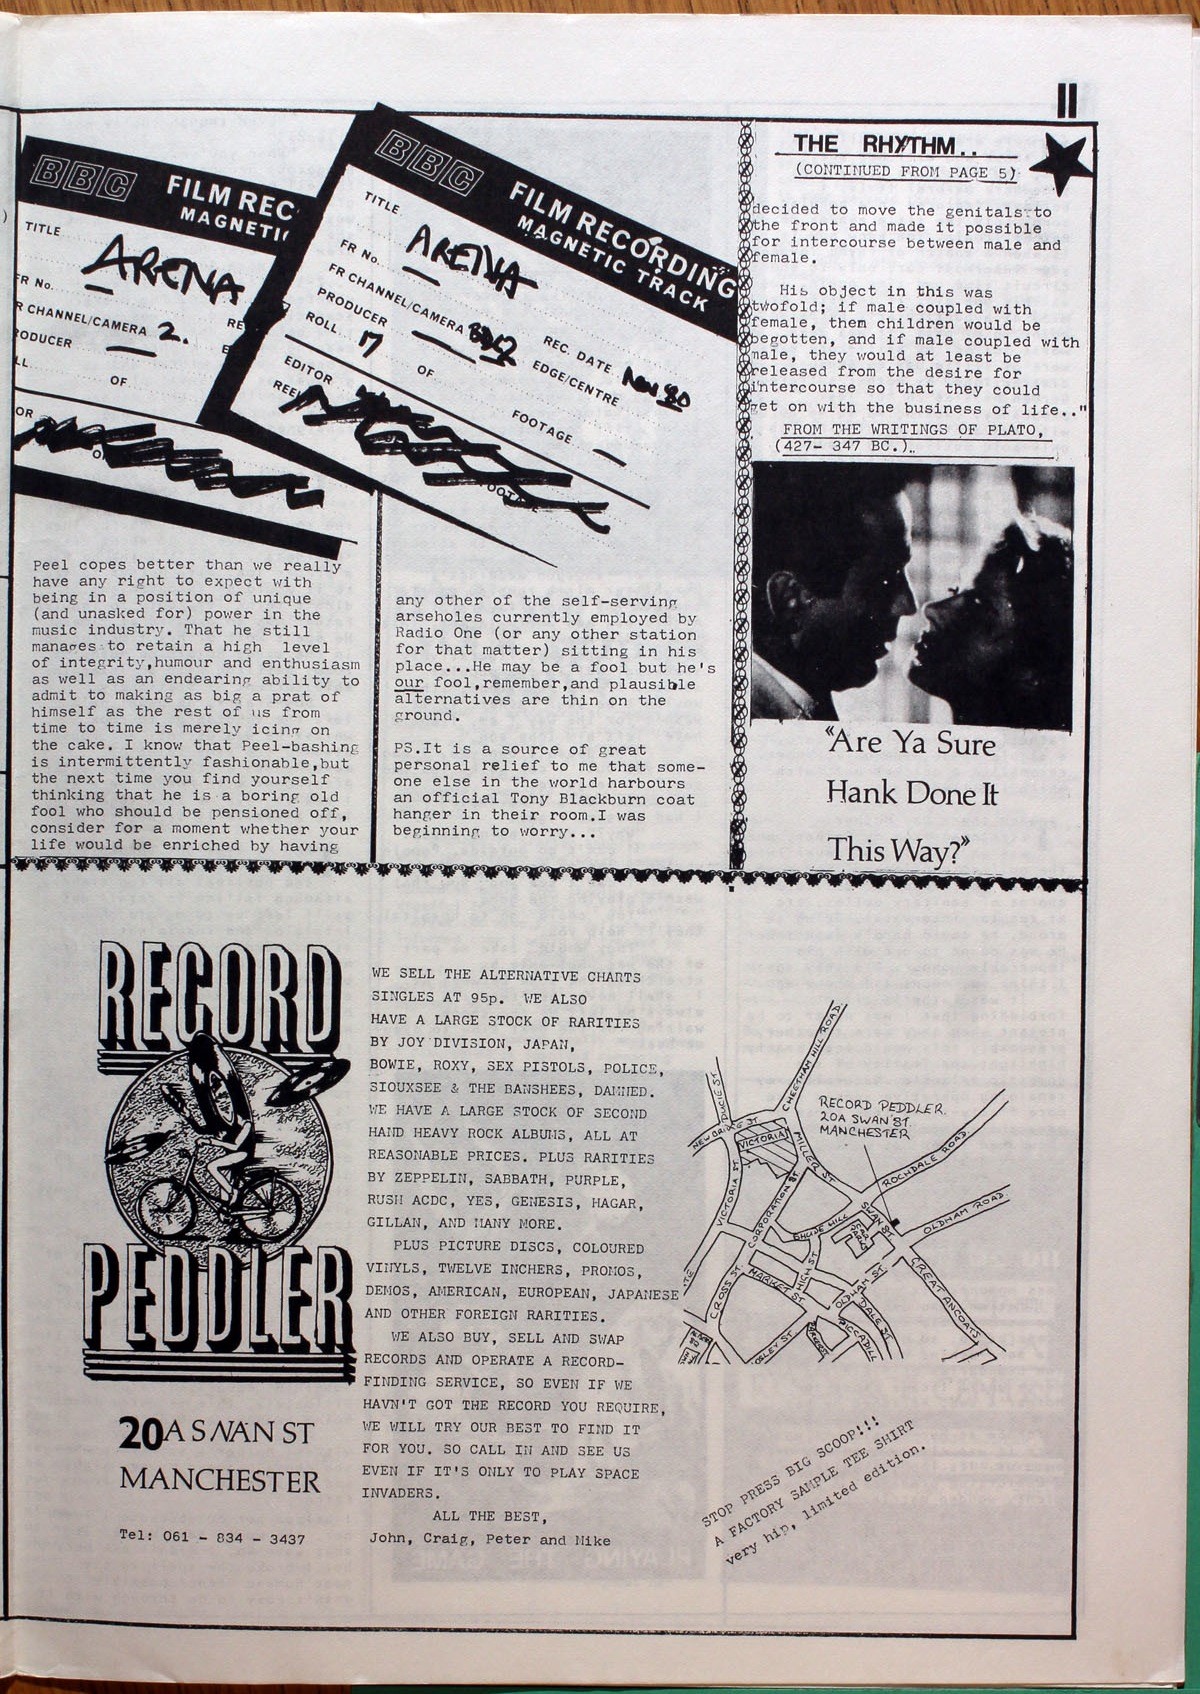 11
BBC
FILM REC
MAGNETIC
TITLE
ARENA
FR No.
R CHANNEL/CAMERA 2.
RE
ODUCER
LL
OF
OR
BBC
FILM RECORDING
MAGNETIC TRACK
TITLE
ARENA
FR No.
FR CHANNEL/CAMERA BBC2
REC. DATE NOV. 80
PRODUCER
EDGE/CENTRE
ROLL 17
OF
FOOTAGE
EDITOR
REEL
FOOTAGE
Peel copes better than we really
have any right to expect with
being in a position of unique
(and unasked for) power in the
music industry. That he still
manages to retain a high level
of integrity,humour and enthusiasm
as well as an endearing ability to
admit to making as big a prat of
himself as the rest of us from
time to time is merely icing on
the cake. I know that Peel-bashing
is intermittently fashionable,but
the next time you find yourself
thinking that he is a boring old
fool who should be pensioned off,
consider for a moment whether your
life would be enriched by having
any other of the self-serving
arseholes currently employed by
Radio One (or any other station
for that matter) sitting in his
place...He may be a fool but he's
our fool,remember,and plausible
alternatives are thin on the
ground.
PS.It is a source of great
personal relief to me that some-
one else in the world harbours
an official Tony Blackburn coat
hanger in their room.I was
beginning to worry...
THE RHYTHM..
(CONTINUED FROM PAGE 5)
decided to move the genitals to
the front and made it possible
for intercourse between male and
female.
His object in this was
twofold; if male coupled with
female, them children would be
begotten, and if male coupled with
male, they would at least be
released from the desire for
intercourse so that they could
get on with the business of life.."
FROM THE WRITINGS OF PLATO,
(427- 347 BC.)..
"Are Ya Sure
Hank Done It
This Way?"
RECORD
PEDDLER
20A SWAN ST
MANCHESTER
Tel: 061 - 834 - 3437
WE SELL THE ALTERNATIVE CHARTS
SINGLES AT 95p. WE ALSO
HAVE A LARGE STOCK OF RARITIES
BY JOY DIVISION, JAPAN,
BOWIE, ROXY, SEX PISTOLS, POLICE,
SIOUXSEE & THE BANSHEES, DAMNED.
WE HAVE A LARGE STOCK OF SECOND
HAND HEAVY ROCK ALBUMS, ALL AT
REASONABLE PRICES. PLUS RARITIES
BY ZEPPELIN, SABBATH, PURPLE,
RUSH ACDC, YES, GENESIS, HAGAR,
GILLAN, AND MANY MORE.
PLUS PICTURE DISCS, COLOURED
VINYLS, TWELVE INCHERS, PROMOS,
DEMOS, AMERICAN, EUROPEAN, JAPANESE
AND OTHER FOREIGN RARITIES.
WE ALSO BUY, SELL AND SWAP
RECORDS AND OPERATE A RECORD-
FINDING SERVICE, SO EVEN IF WE
HAVN'T GOT THE RECORD YOU REQUIRE,
WE WILL TRY OUR BEST TO FIND IT
FOR YOU. SO CALL IN AND SEE US
EVEN IF IT'S ONLY TO PLAY SPACE
INVADERS.
ALL THE BEST,
John, Craig, Peter and Mike
RECORD PEDDLER.
20A SWAN ST.
MANCHESTER
CHEETHAM HILL ROAD
DUCIE ST
NEW BRIDGE ST
VICTORIA
MILLER ST
ROCHDALE ROAD
VICTORIA ST
CORPORATION ST
SHUDE HILL
SWAN ST
OLDHAM ROAD
CROSS ST
MARKET ST
HIGH ST
OLDHAM ST.
GREAT ANCOATS
DALE ST
PICCADILL
OSLEY ST
STOP PRESS BIG SCOOP!!!
A FACTORY SAMPLE TEE SHIRT
very hip, limited edition.